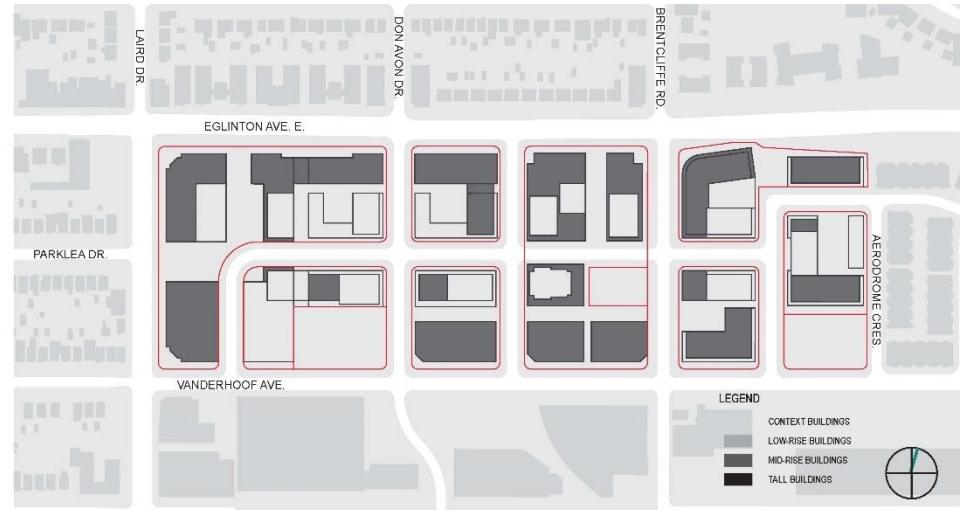 LAIRD DR.
DON AVON DR.
BRENTCLIFFE RD.
EGLINTON AVE. E.
PARKLEA DR.
AERODROME CRES.
VANDERHOOF AVE.
LEGEND
CONTEXT BUILDINGS
LOW-RISE BUILDINGS
MID-RISE BUILDINGS
TALL BUILDINGS